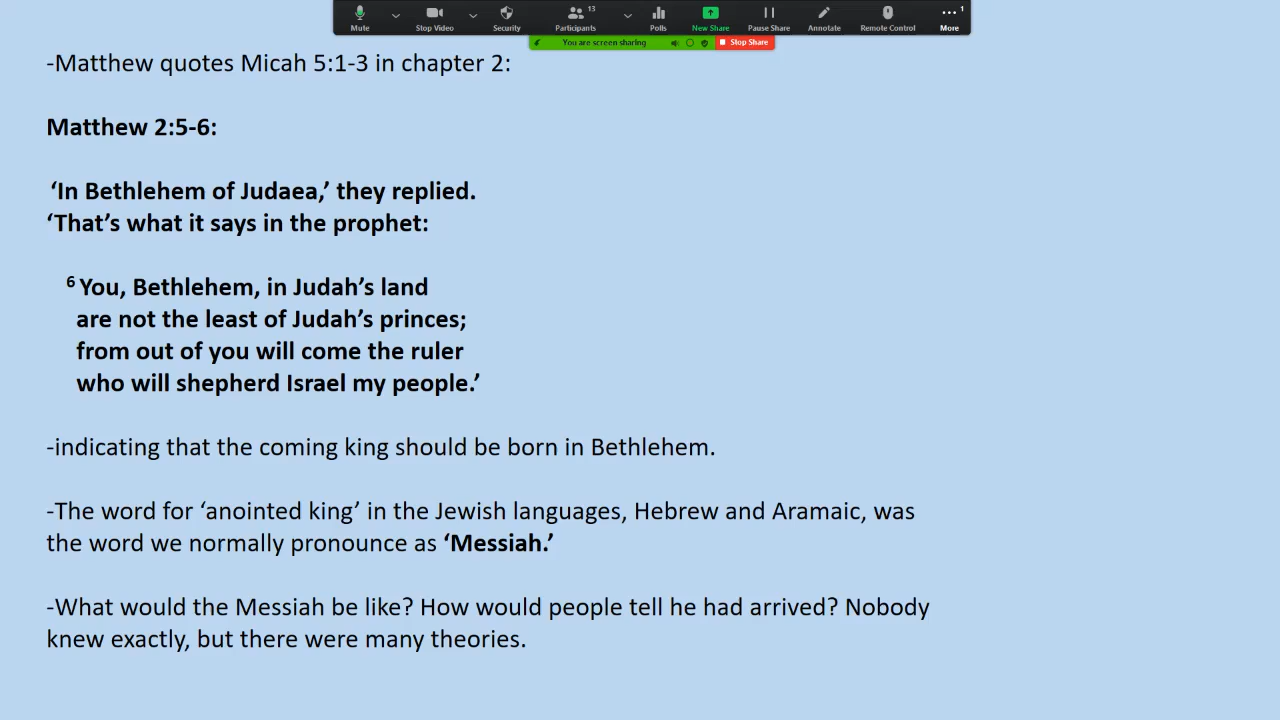 13
1
Mute
Stop Video
Security
Participants
Polls
New Share
Pause Share
Annotate
Remote Control
More
You are screen sharing
Stop Share
-Matthew quotes Micah 5:1-3 in chapter 2:
Matthew 2:5-6:
‘In Bethlehem of Judaea,’ they replied.
‘That’s what it says in the prophet:
6 You, Bethlehem, in Judah’s land
are not the least of Judah’s princes;
from out of you will come the ruler
who will shepherd Israel my people.’
-indicating that the coming king should be born in Bethlehem.
-The word for ‘anointed king’ in the Jewish languages, Hebrew and Aramaic, was
the word we normally pronounce as ‘Messiah.’
-What would the Messiah be like? How would people tell he had arrived? Nobody
knew exactly, but there were many theories.